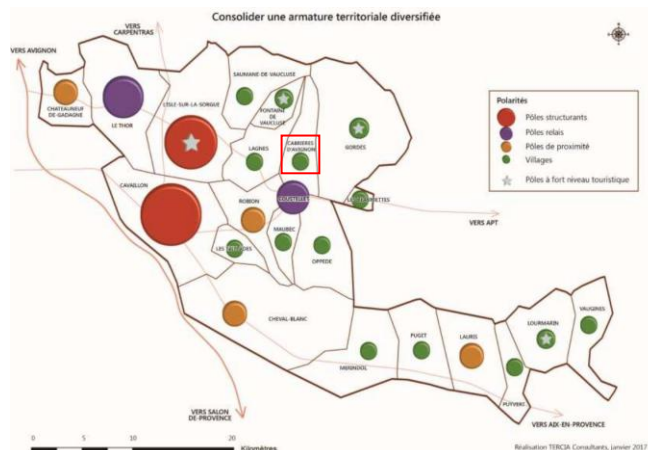 Consolider une armature territoriale diversifiée
VERS
CARPENTRAS
VERS AVIGNON
SAUMANE-DE-VAUCLUSE
CHATEAUNEUF
DE-GADAGNE
LE THOR
L'ISLE-SUR-LA-SORGUE
FONTAINE
DE
VAUCLUSE
CABRIERES
D'AVIGNON
GORDES
LAGNES
Polarités
Pôles structurants
Pôles relais
Pôles de proximité
Villages
Pôles à fort niveau touristique
CAVAILLON
ROBION
COUSTELLET
VERS APT
MAUBEC
OPPEDE
CHEVAL-BLANC
MERINDOL
PUGET
LAURIS
PUYVERT
LOURMARIN
VAUGINES
VERS SALON
DE-PROVENCE
VERS AIX-EN-PROVENCE
0 5 10 20
Kilomètres
Réalisation TERCIA Consultants, janvier 2017